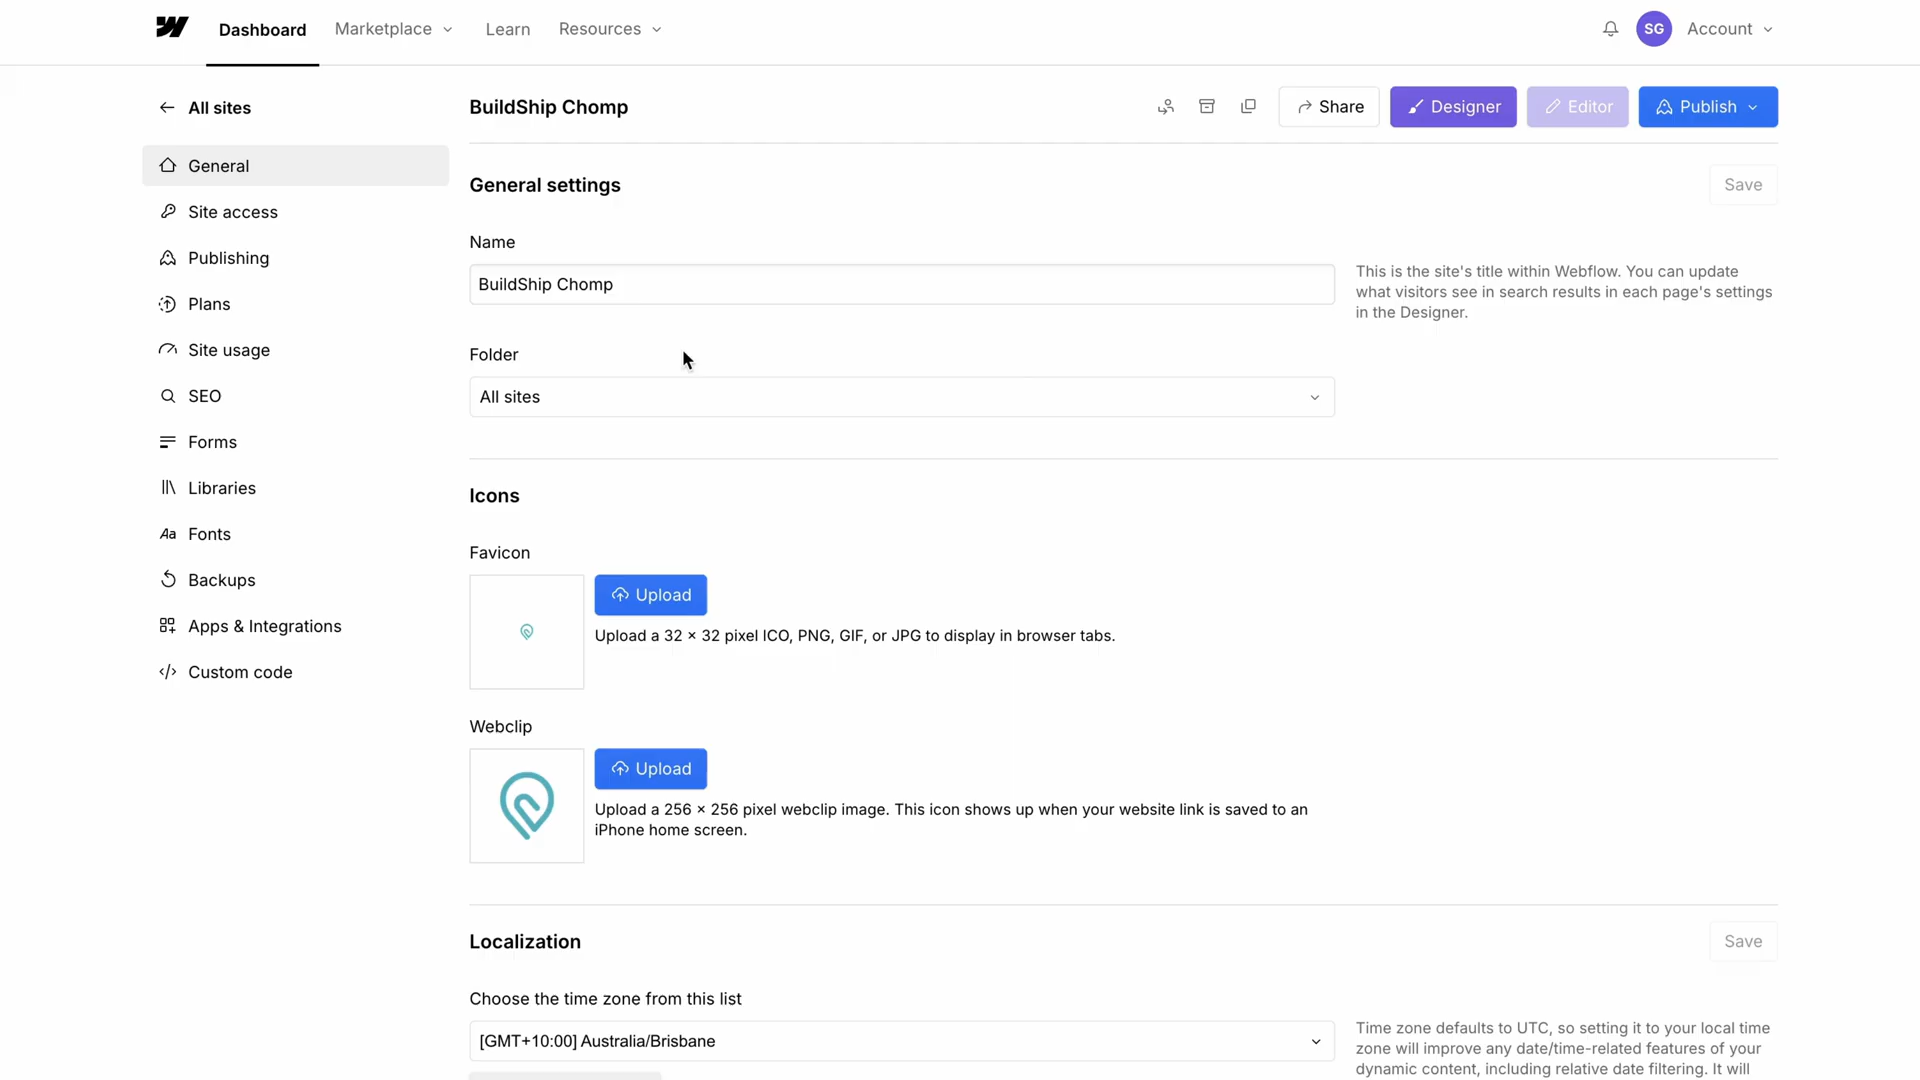 Dashboard
Marketplace
Learn
Resources
SG
Account
All sites
General
Site access
Publishing
Plans
Site usage
SEO
Forms
Libraries
Aa Fonts
Backups
Apps & Integrations
</> Custom code
BuildShip Chomp
Share
Designer
Editor
Publish
General settings
Save
Name
BuildShip Chomp
This is the site's title within Webflow. You can update
what visitors see in search results in each page's settings
in the Designer.
Folder
All sites
Icons
Favicon
Upload
Upload a 32 × 32 pixel ICO, PNG, GIF, or JPG to display in browser tabs.
Webclip
Upload
Upload a 256 × 256 pixel webclip image. This icon shows up when your website link is saved to an
iPhone home screen.
Localization
Save
Choose the time zone from this list
[GMT+10:00] Australia/Brisbane
Time zone defaults to UTC, so setting it to your local time
zone will improve any date/time-related features of your
dynamic content, including relative date filtering. It will